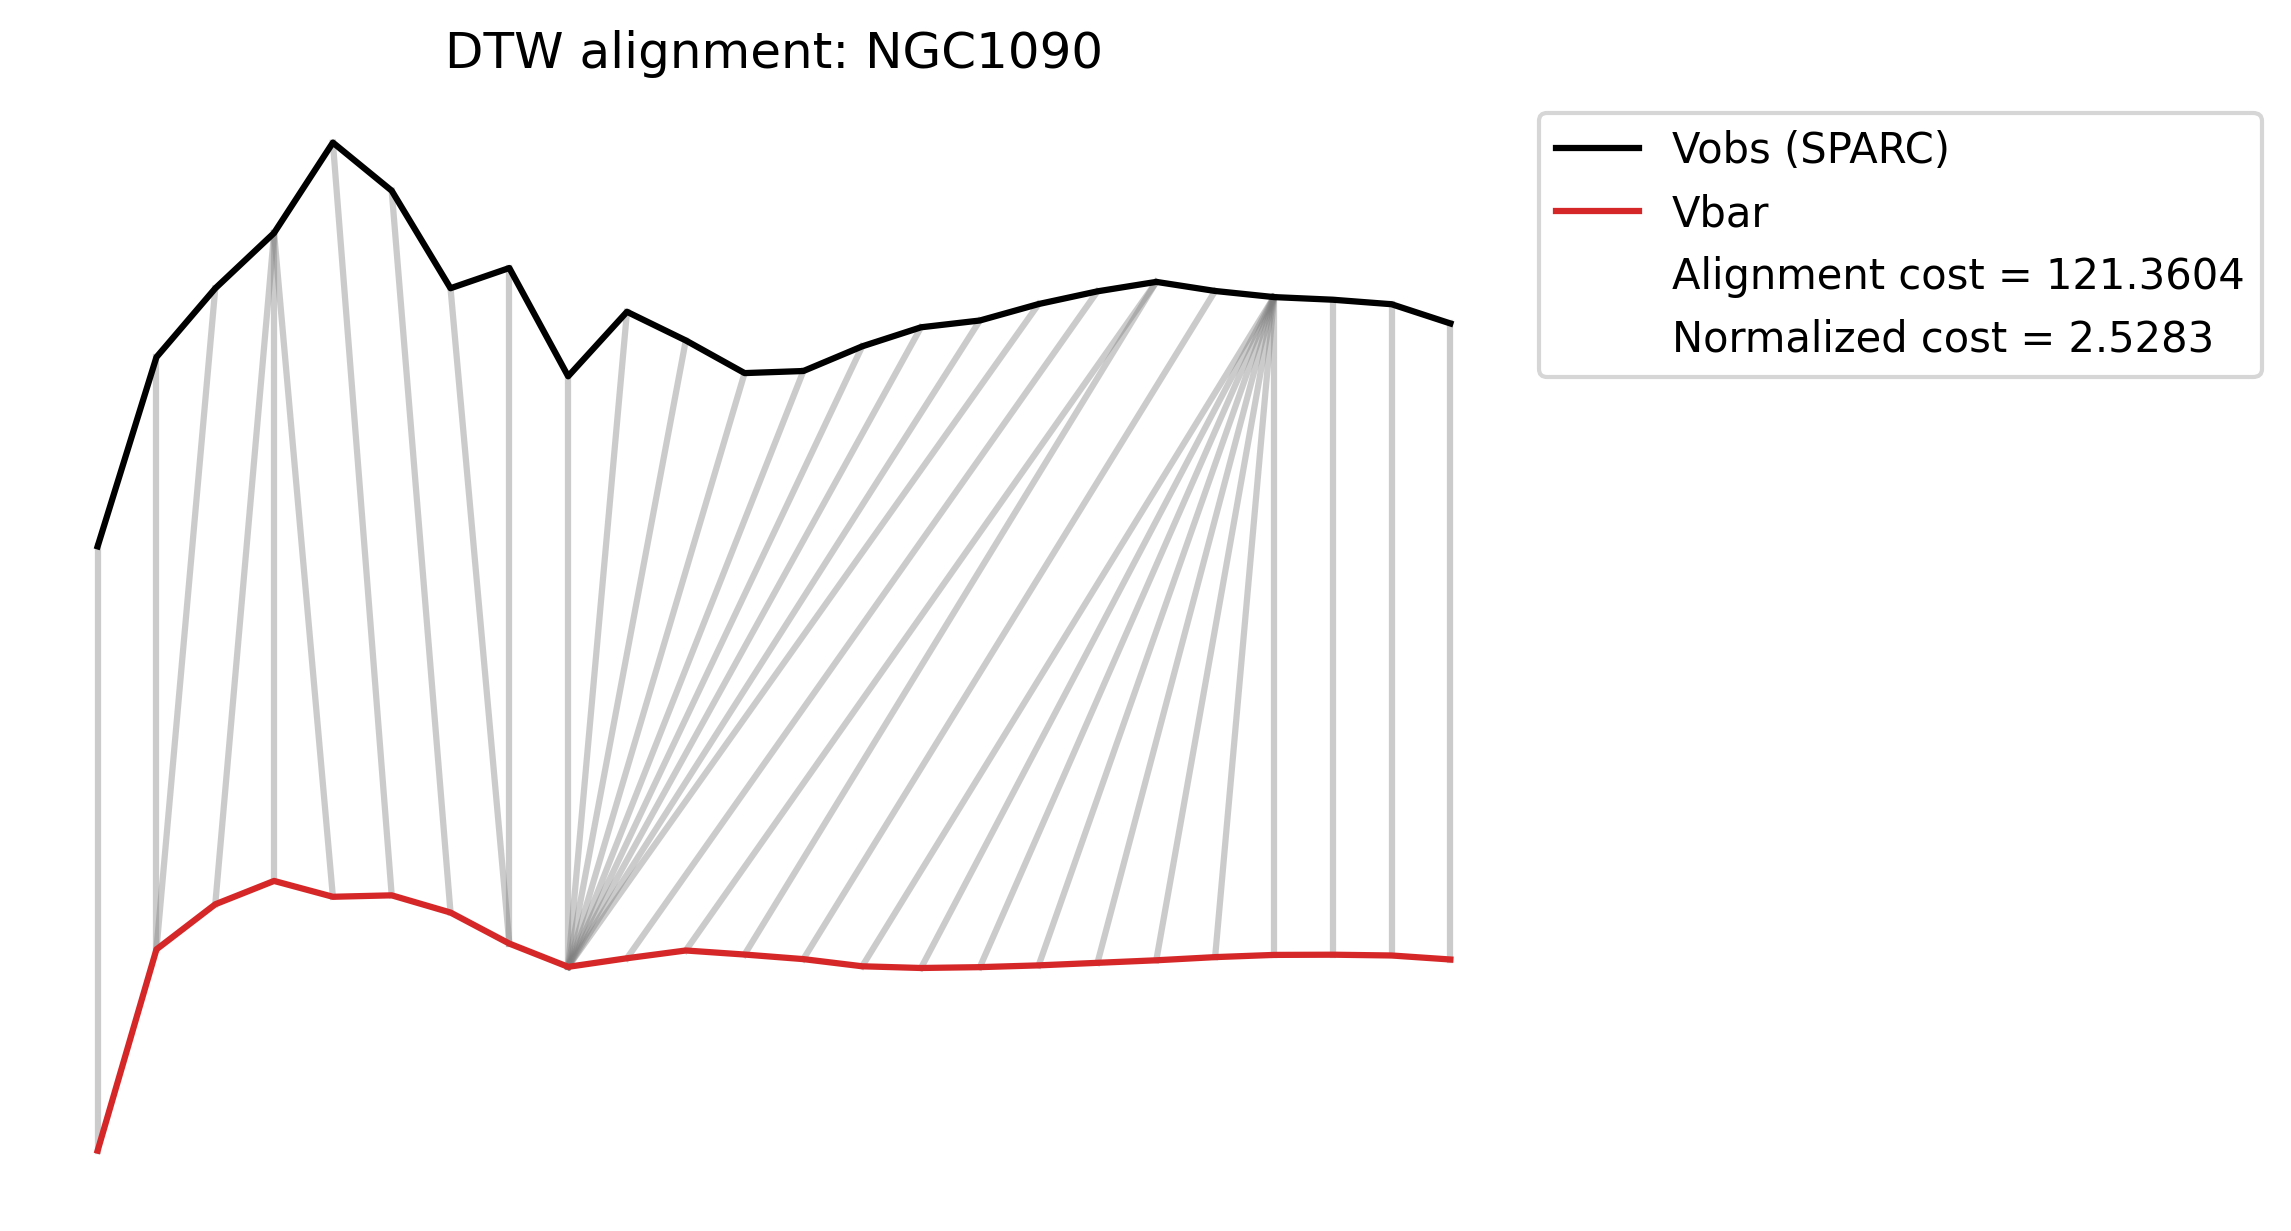 DTW alignment: NGC1090
Vobs (SPARC)
Vbar
Alignment cost = 121.3604
Normalized cost = 2.5283